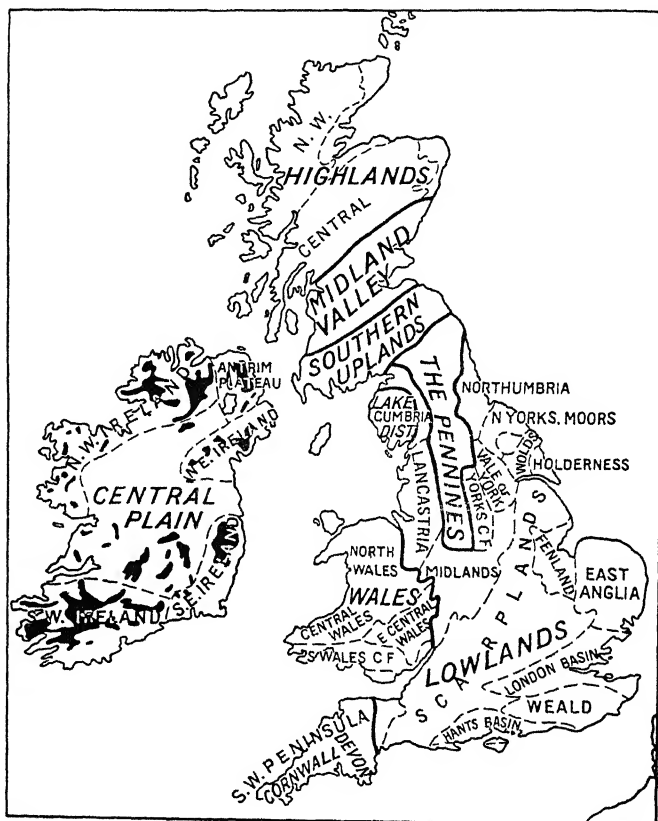 N. W.
HIGHLANDS
CENTRAL
MIDLAND
VALLEY
SOUTHERN
UPLANDS
ANTRIM
PLATEAU
N. W. IRELAND
N E. IRELAND
CENTRAL
PLAIN
S.E. IRELAND
S.W. IRELAND
LAKE
CUMBRIA
DIST.
THE PENNINES
NORTHUMBRIA
N YORKS. MOORS
WOLDS
HOLDERNESS
VALE OF
YORK
YORKS C F
LANCASTRIA
NORTH
WALES
WALES
MIDLANDS
CENTRAL
WALES
E CENTRAL
WALES
S WALES C F
SCARPLANDS
FENLAND
EAST
ANGLIA
LOWLANDS
LONDON BASIN
WEALD
HANTS BASIN
S.W. PENINSULA
DEVON
CORNWALL